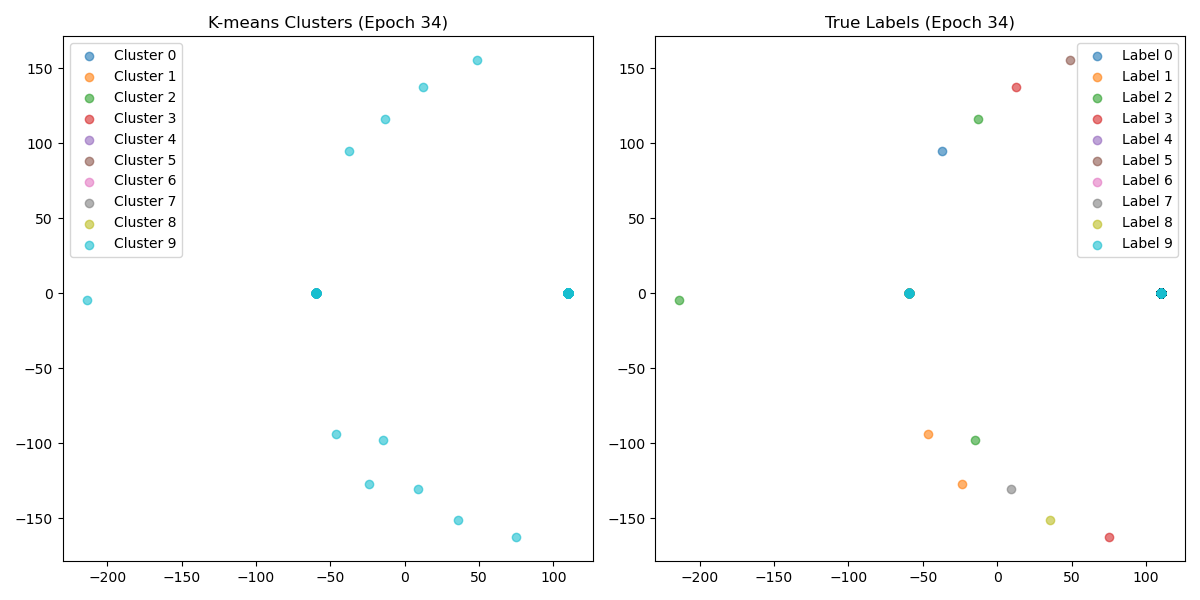 K-means Clusters (Epoch 34)
150
100
50
0
−50
−100
−150
−200
−150
−100
−50
0
50
100
Cluster 0
Cluster 1
Cluster 2
Cluster 3
Cluster 4
Cluster 5
Cluster 6
Cluster 7
Cluster 8
Cluster 9
True Labels (Epoch 34)
150
100
50
0
−50
−100
−150
−200
−150
−100
−50
0
50
100
Label 0
Label 1
Label 2
Label 3
Label 4
Label 5
Label 6
Label 7
Label 8
Label 9